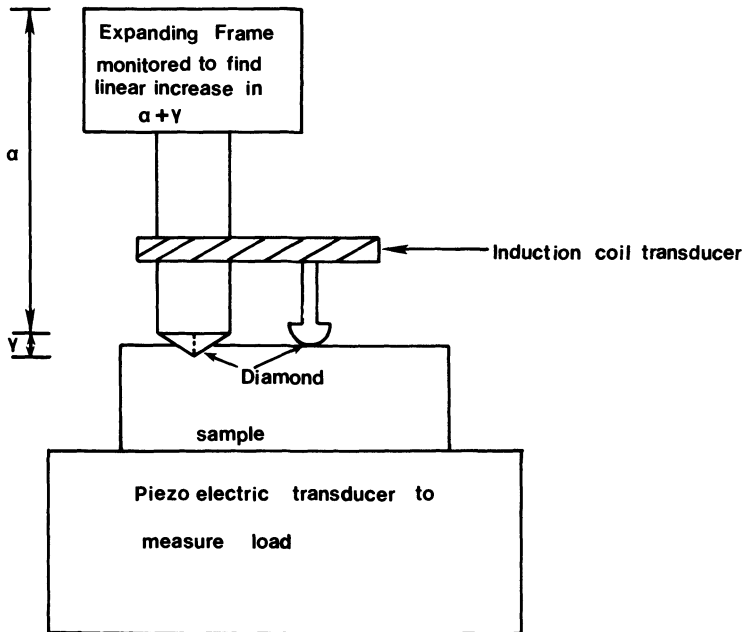 Expanding Frame
monitored to find
linear increase in
α + γ
α
Induction coil transducer
γ
Diamond
sample
Piezo electric transducer to
measure load